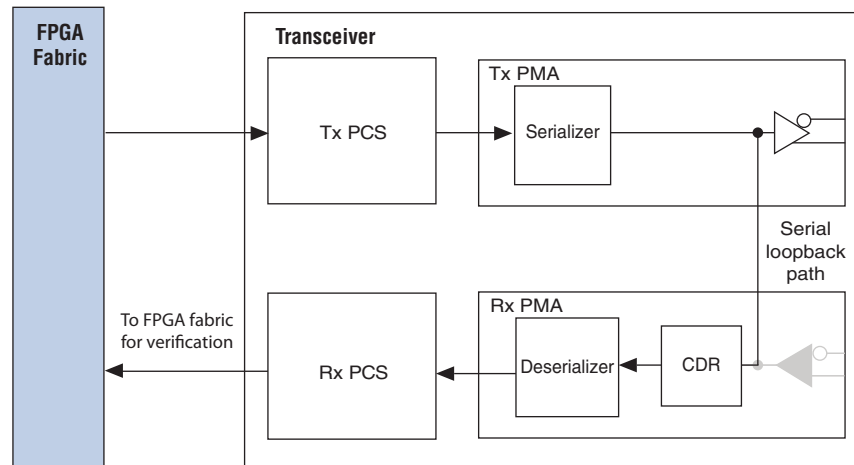 FPGA
Fabric
Transceiver
Tx PMA
Tx PCS
Serializer
Serial
loopback
path
To FPGA fabric
for verification
Rx PMA
Rx PCS
Deserializer
CDR